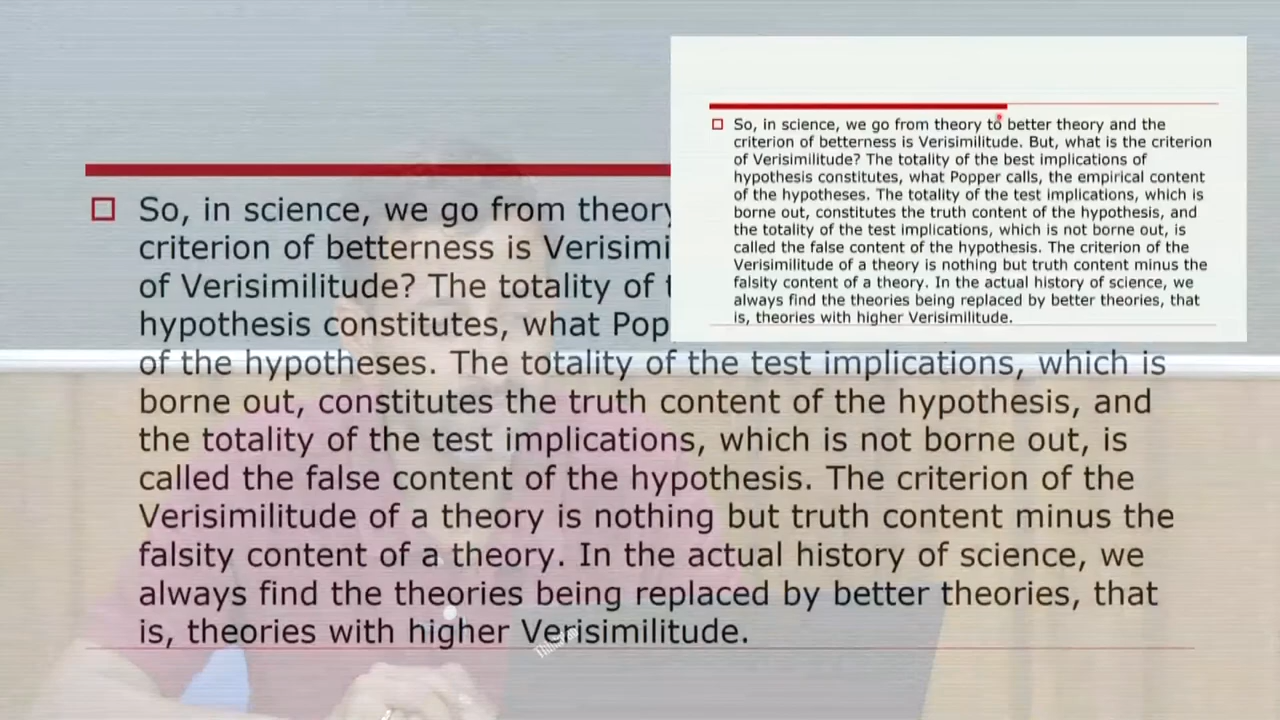 So, in science, we go from theory to better theory and the
criterion of betterness is Verisimilitude. But, what is the criterion
of Verisimilitude? The totality of the best implications of
hypothesis constitutes, what Popper calls, the empirical content
of the hypotheses. The totality of the test implications, which is
borne out, constitutes the truth content of the hypothesis, and
the totality of the test implications, which is not borne out, is
called the false content of the hypothesis. The criterion of the
Verisimilitude of a theory is nothing but truth content minus the
falsity content of a theory. In the actual history of science, we
always find the theories being replaced by better theories, that
is, theories with higher Verisimilitude.
So, in science, we go from theory
criterion of betterness is Verisimi
of Verisimilitude? The totality of
hypothesis constitutes, what Pop
of the hypotheses. The totality of the test implications, which is
borne out, constitutes the truth content of the hypothesis, and
the totality of the test implications, which is not borne out, is
called the false content of the hypothesis. The criterion of the
Verisimilitude of a theory is nothing but truth content minus the
falsity content of a theory. In the actual history of science, we
always find the theories being replaced by better theories, that
is, theories with higher Verisimilitude.